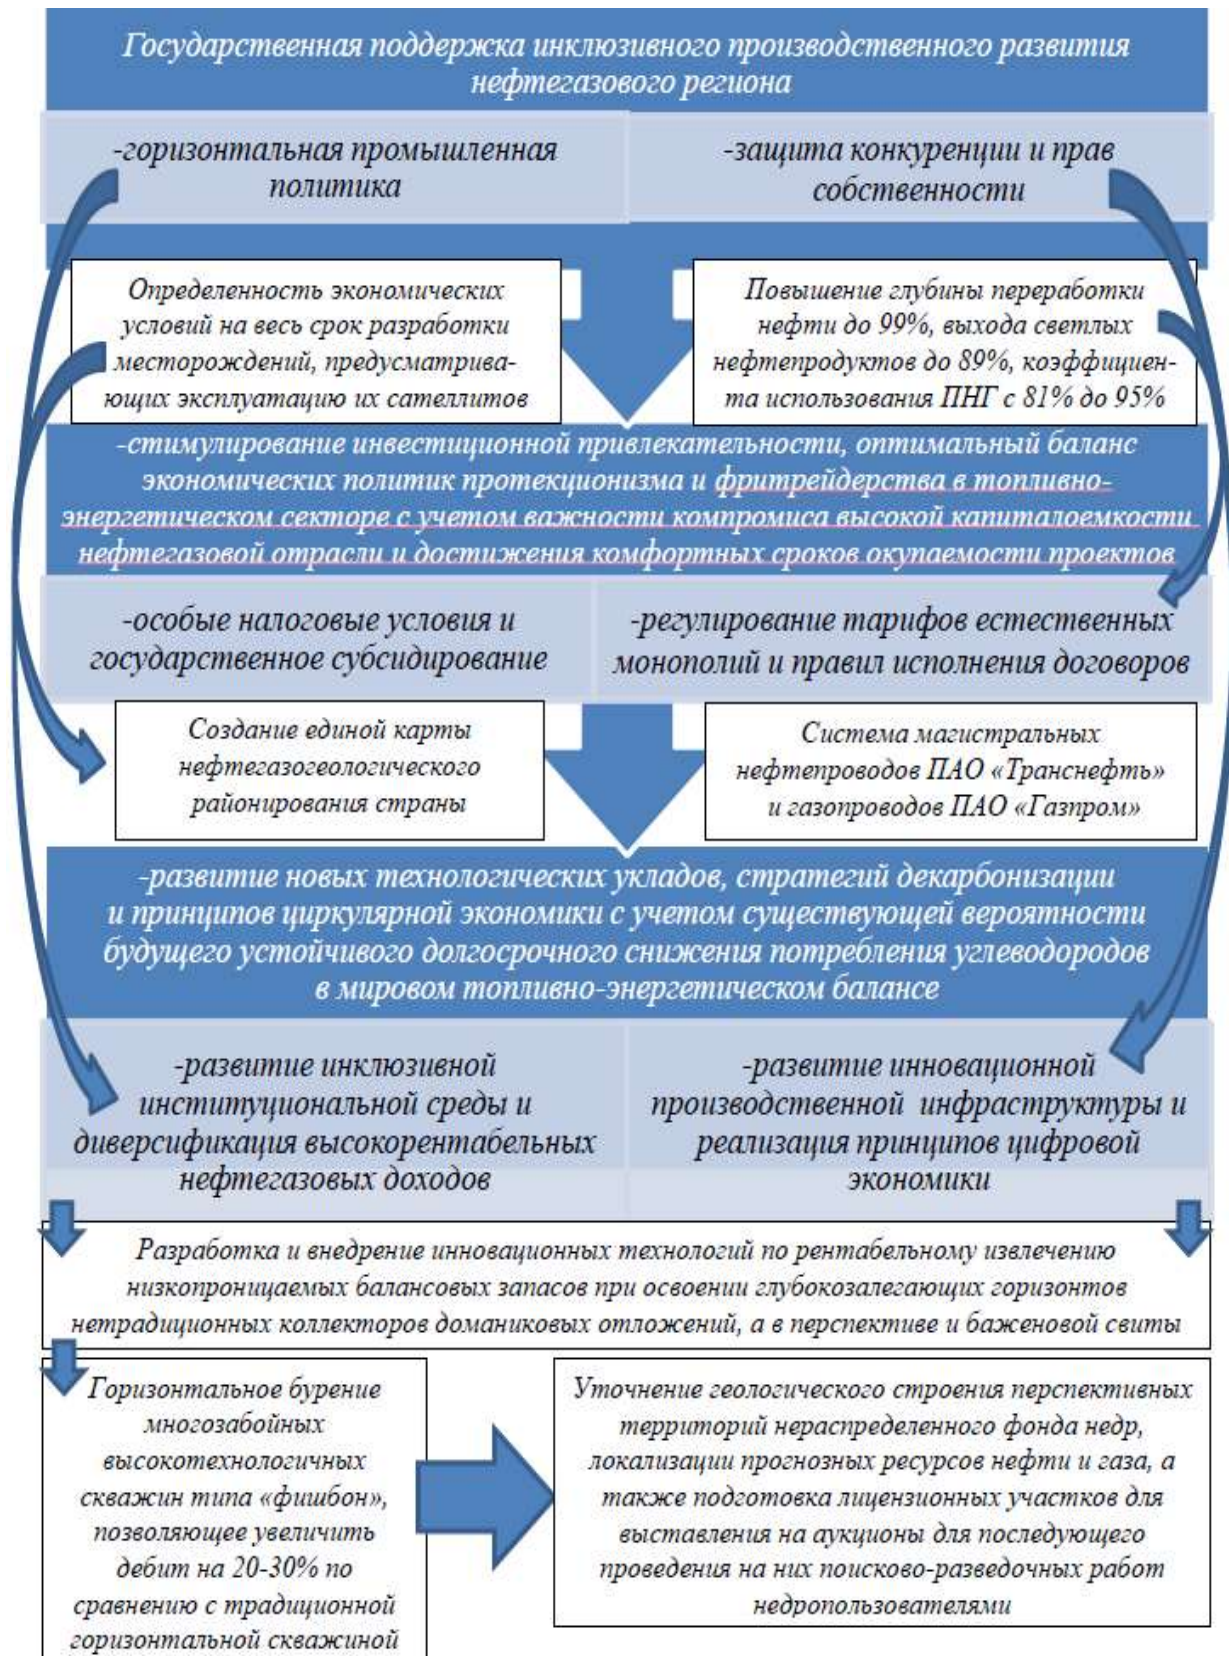 Государственная поддержка инклюзивного производственного развития
нефтегазового региона
-горизонтальная промышленная
политика
-защита конкуренции и прав
собственности
Определенность экономических
условий на весь срок разработки
месторождений, предусматрива-
ющих эксплуатацию их сателлитов
Повышение глубины переработки
нефти до 99%, выхода светлых
нефтепродуктов до 89%, коэффициен-
та использования ПНГ с 81% до 95%
-стимулирование инвестиционной привлекательности, оптимальный баланс
экономических политик протекционизма и фритрейдерства в топливно-
энергетическом секторе с учетом важности компромиса высокой капиталоемкости
нефтегазовой отрасли и достижения комфортных сроков окупаемости проектов
-особые налоговые условия и
государственное субсидирование
-регулирование тарифов естественных
монополий и правил исполнения договоров
Создание единой карты
нефтегазогеологического
районирования страны
Система магистральных
нефтепроводов ПАО «Транснефть»
и газопроводов ПАО «Газпром»
-развитие новых технологических укладов, стратегий декарбонизации
и принципов циркулярной экономики с учетом существующей вероятности
будущего устойчивого долгосрочного снижения потребления углеводородов
в мировом топливно-энергетическом балансе
-развитие инклюзивной
институциональной среды и
диверсификация высокорентабельных
нефтегазовых доходов
-развитие инновационной
производственной инфраструктуры и
реализация принципов цифровой
экономики
Разработка и внедрение инновационных технологий по рентабельному извлечению
низкопроницаемых балансовых запасов при освоении глубокозалегающих горизонтов
нетрадиционных коллекторов доманиковых отложений, а в перспективе и баженовой свиты
Горизонтальное бурение
многозабойных
высокотехнологичных
скважин типа «фишбон»,
позволяющее увеличить
дебит на 20-30% по
сравнению с традиционной
горизонтальной скважиной
Уточнение геологического строения перспективных
территорий нераспределенного фонда недр,
локализации прогнозных ресурсов нефти и газа, а
также подготовка лицензионных участков для
выставления на аукционы для последующего
проведения на них поисково-разведочных работ
недропользователями